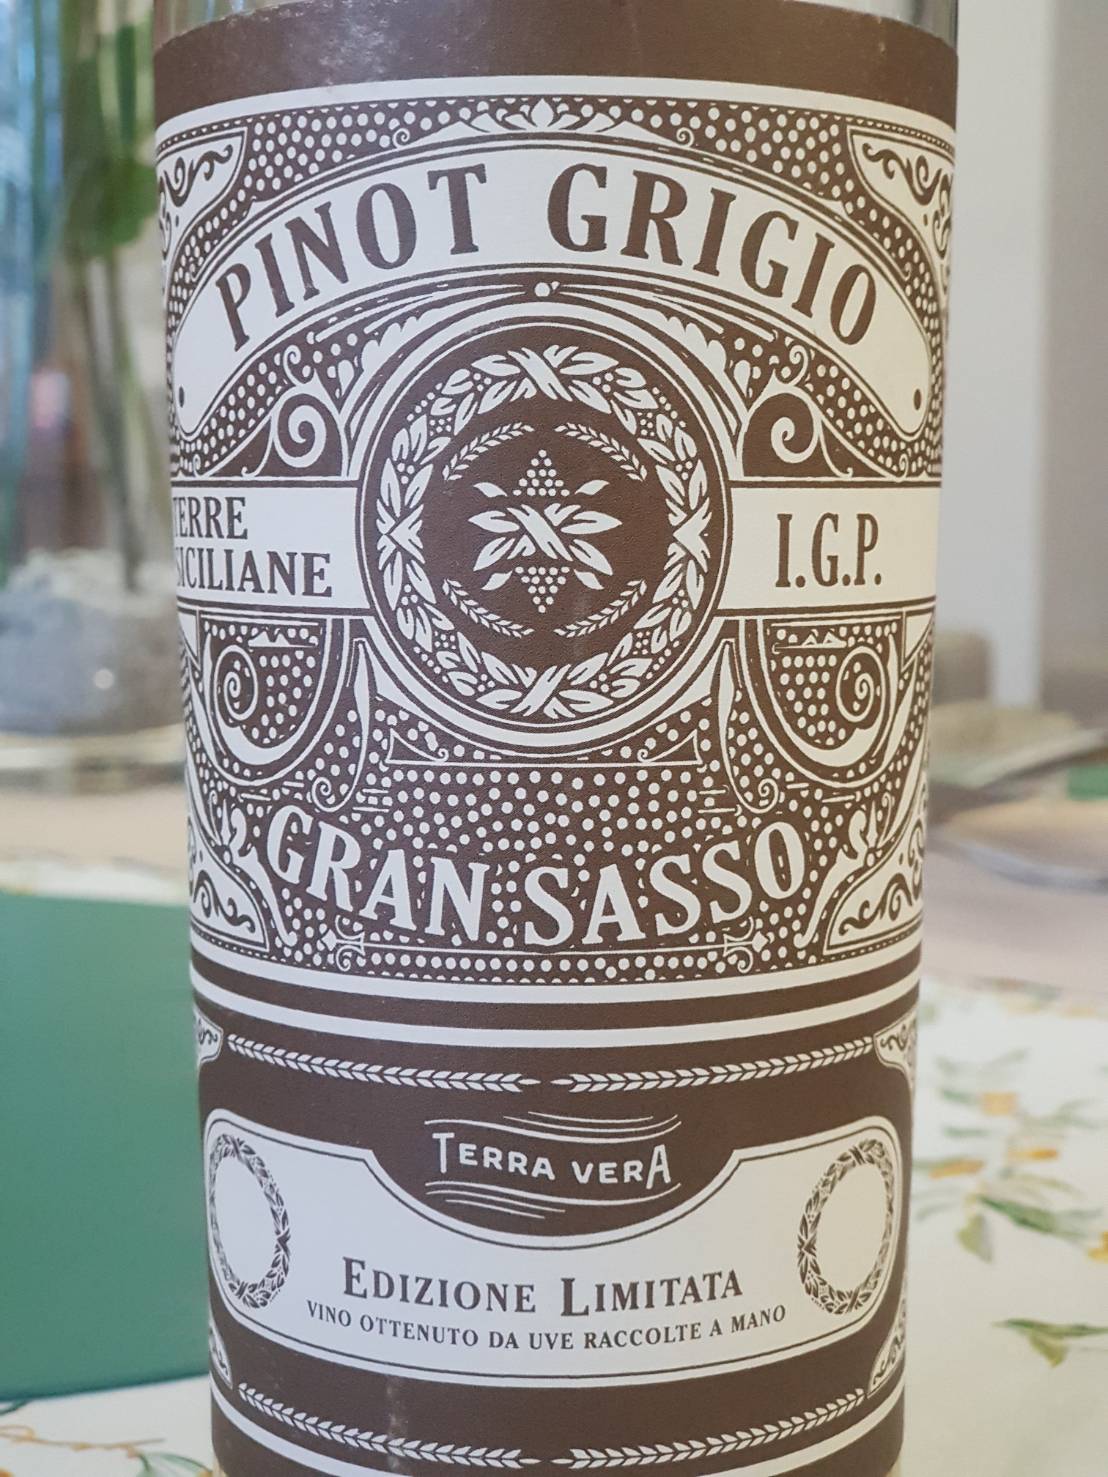 PINOT GRIGIO
TERRE
SICILIANE
I.G.P.
GRAN SASSO
TERRA VERA
EDIZIONE LIMITATA
VINO OTTENUTO DA UVE RACCOLTE A MANO